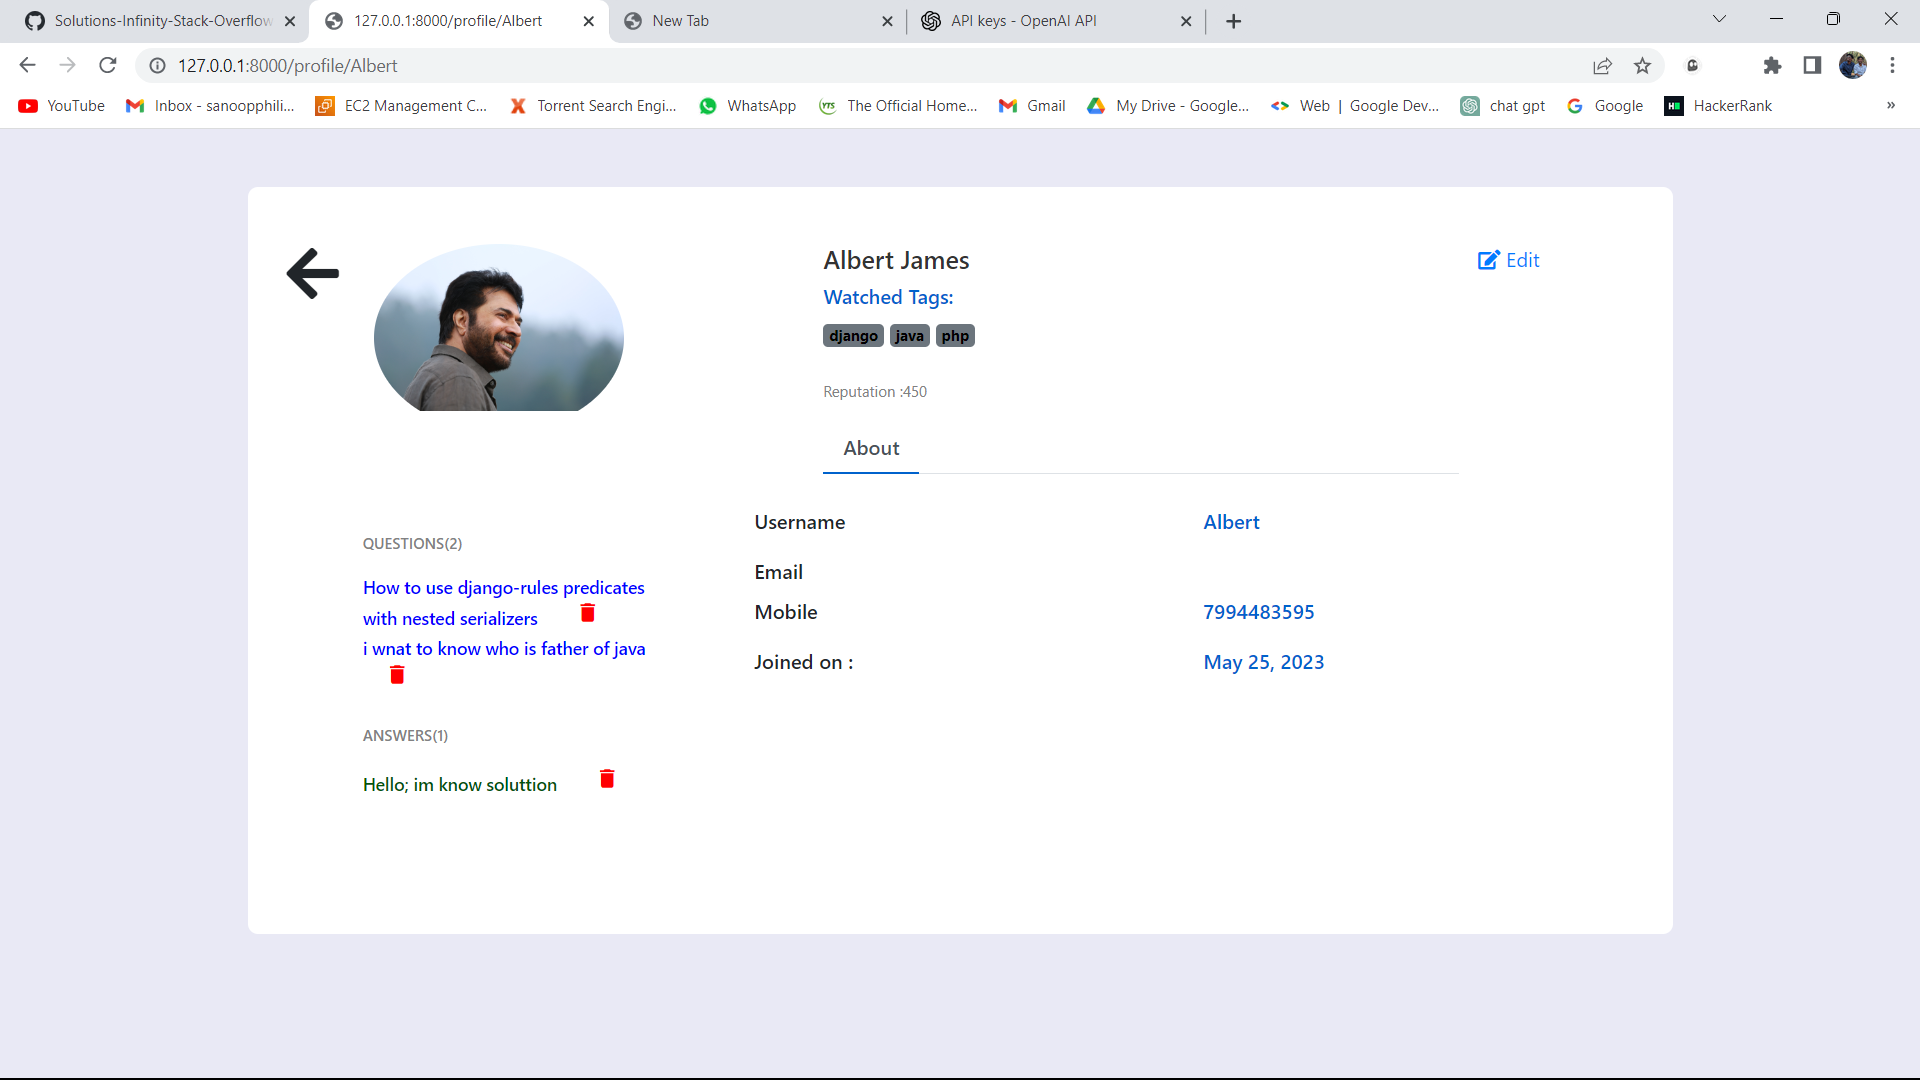 Solutions-Infinity-Stack-Overflow
127.0.0.1:8000/profile/Albert
New Tab
API keys - OpenAI API
127.0.0.1:8000/profile/Albert
YouTube
Inbox - sanoopphili...
EC2 Management C...
Torrent Search Engi...
WhatsApp
YTS
The Official Home...
Gmail
My Drive - Google...
Web | Google Dev...
chat gpt
Google
HackerRank
»
Albert James
Edit
Watched Tags:
django java php
Reputation :450
About
Username Albert
Email
Mobile 7994483595
Joined on : May 25, 2023
QUESTIONS(2)
How to use django-rules predicates
with nested serializers
i wnat to know who is father of java
ANSWERS(1)
Hello; im know soluttion